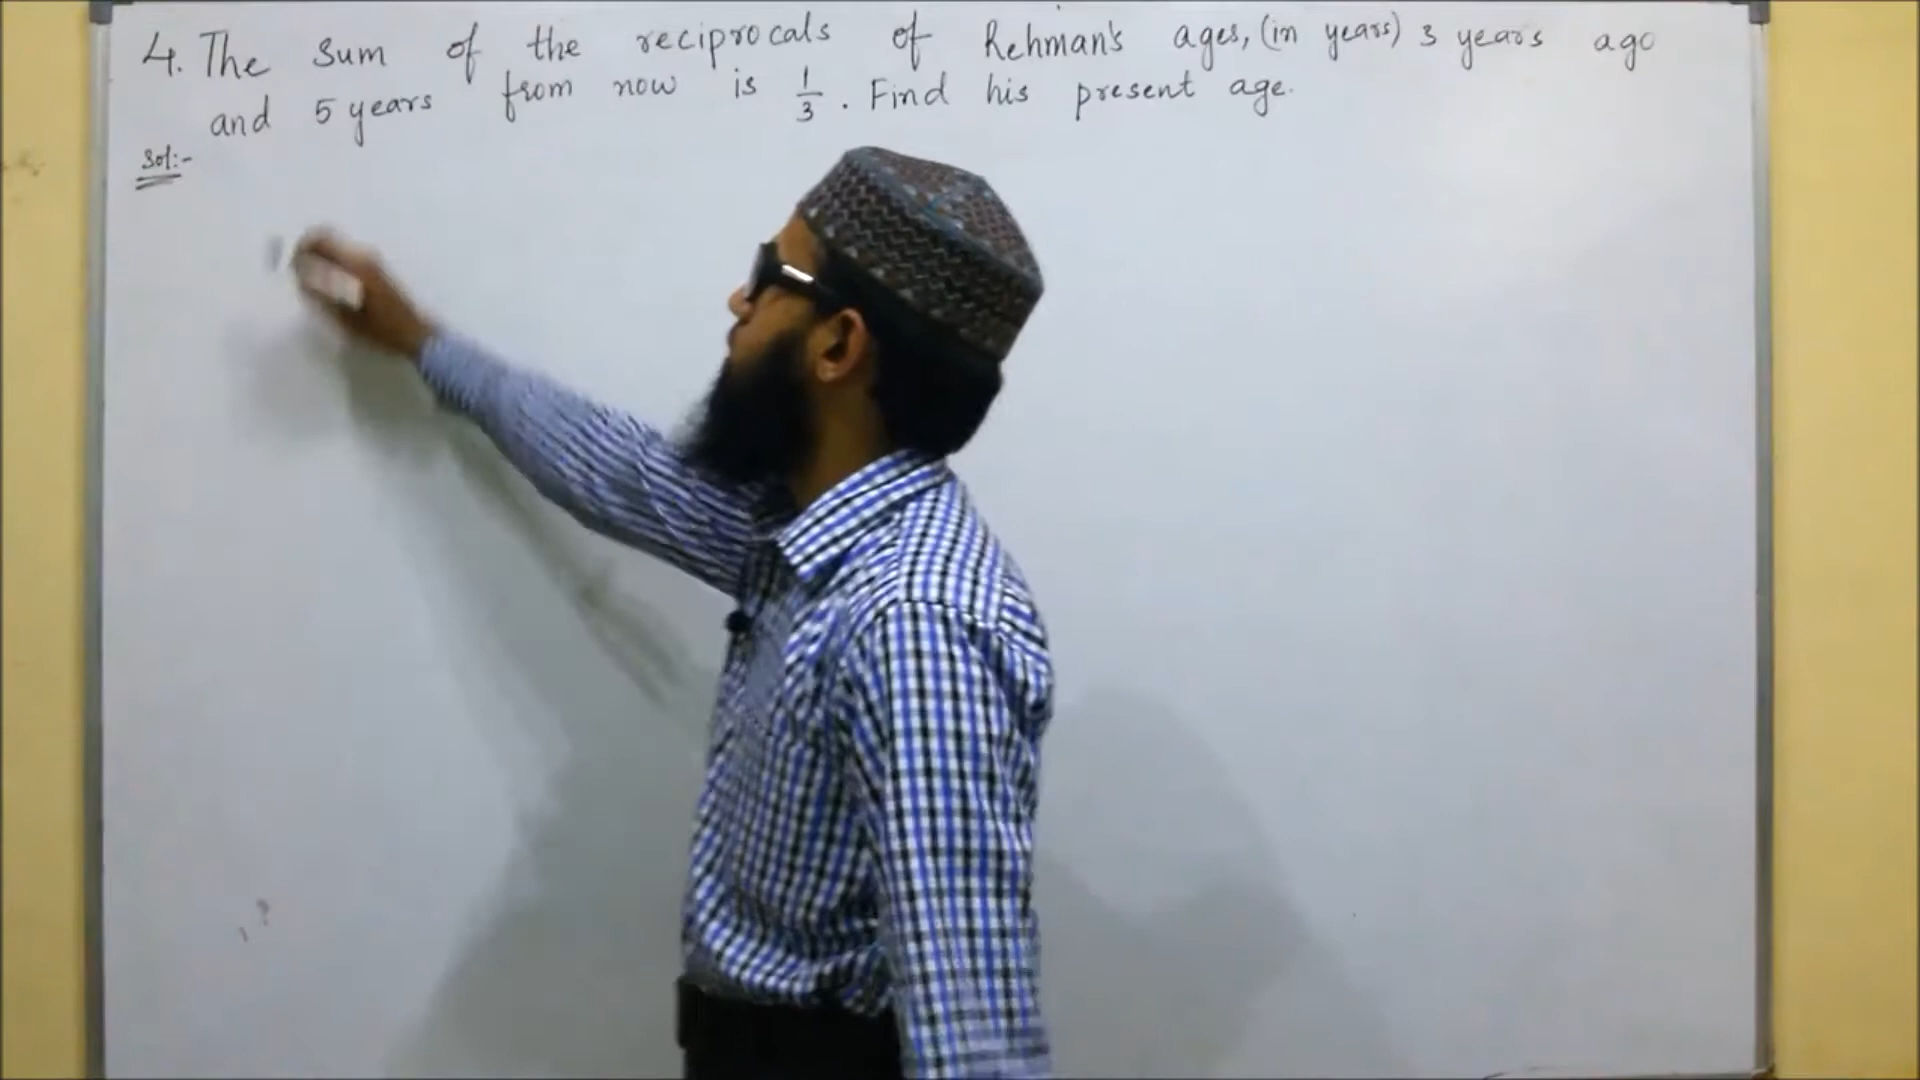 4. The sum of the reciprocals of Rehman's ages, (in years) 3 years ago
and 5 years from now is 1/3. Find his present age.
Sol:-